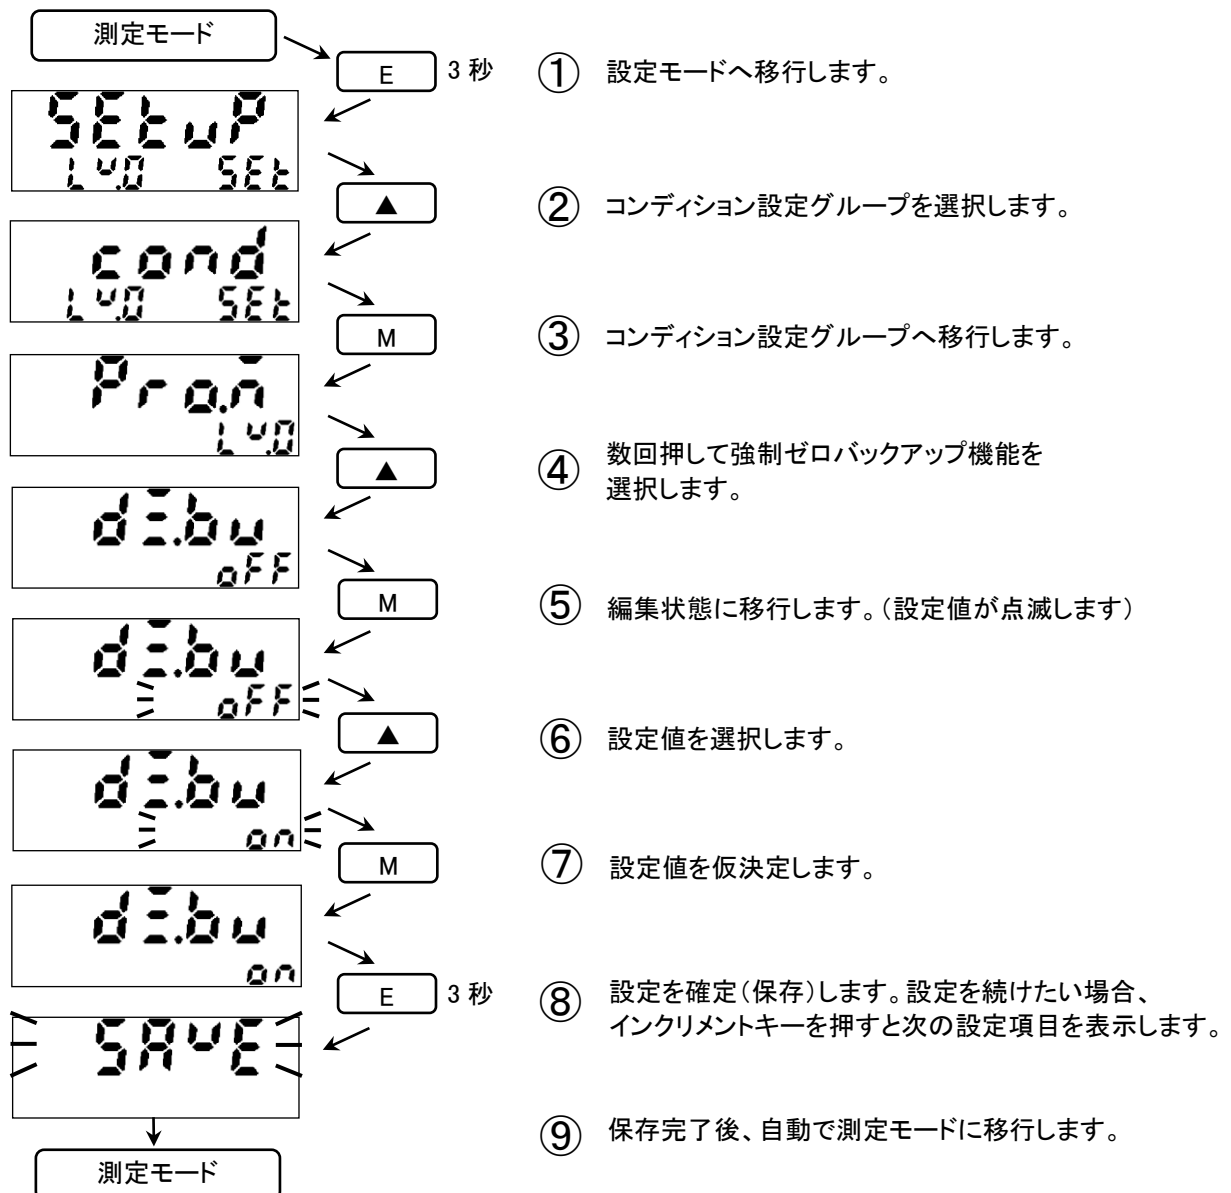 測定モード
E 3 秒 ① 設定モードへ移行します。
SEtuP
Lv.0 SEt
▲ ② コンディション設定グループを選択します。
cond
Lv.0 SEt
M ③ コンディション設定グループへ移行します。
Lv.0
▲ ④ 数回押して強制ゼロバックアップ機能を
選択します。
oFF
M ⑤ 編集状態に移行します。（設定値が点滅します）
oFF
▲ ⑥ 設定値を選択します。
on
M ⑦ 設定値を仮決定します。
on
E 3 秒 ⑧ 設定を確定（保存）します。設定を続けたい場合、
インクリメントキーを押すと次の設定項目を表示します。
SAvE
⑨ 保存完了後、自動で測定モードに移行します。
測定モード